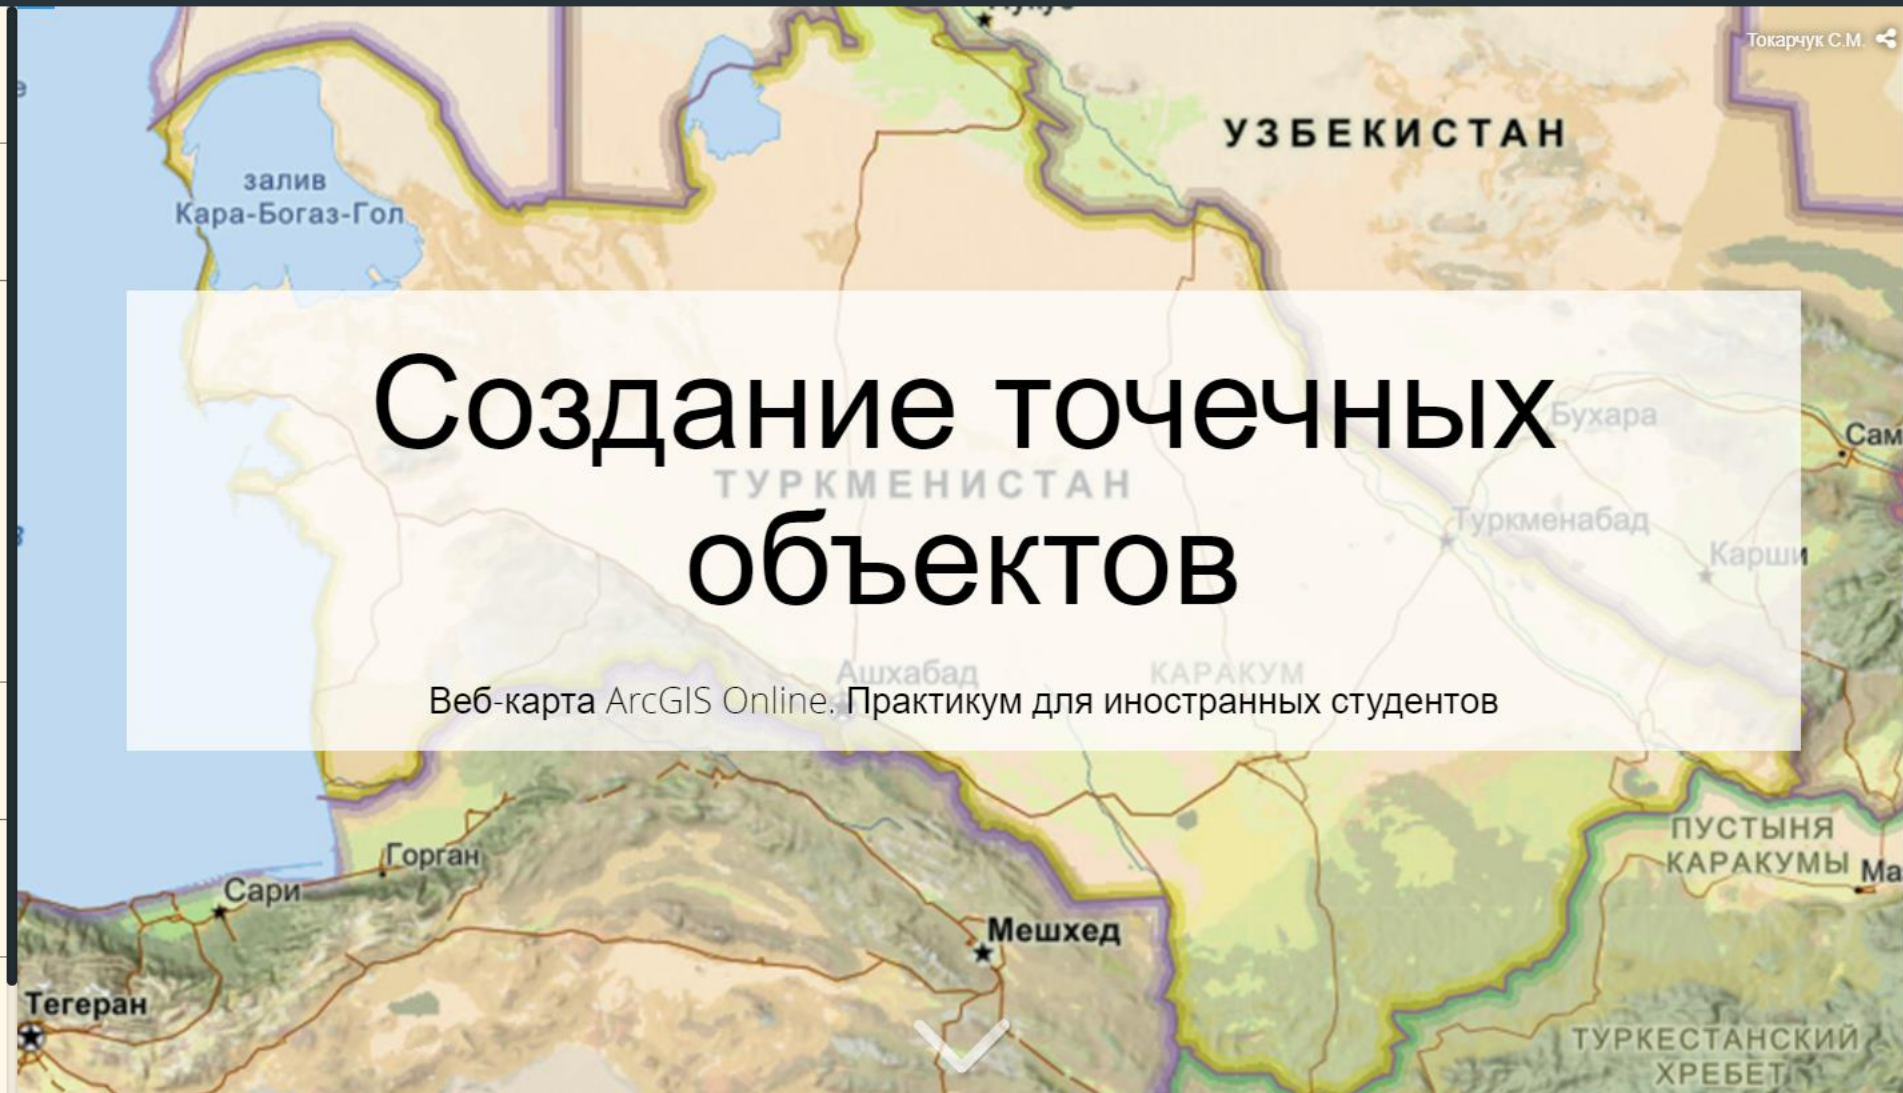 Токарчук С.М.
УЗБЕКИСТАН
залив
Кара-Богаз-Гол
Создание точечных
объектов
Бухара
ТУРКМЕНИСТАН
Туркменабад
Карши
Ашхабад
КАРАКУМ
Веб-карта ArcGIS Online. Практикум для иностранных студентов
ПУСТЫНЯ
КАРАКУМЫ
Горган
Сари
Мешхед
Тегеран
ТУРКЕСТАНСКИЙ
ХРЕБЕТ